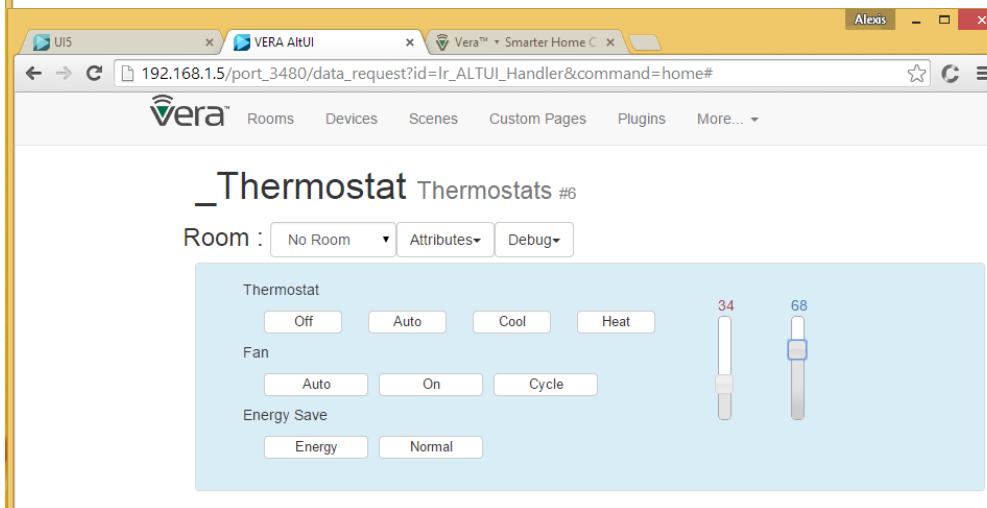 Alexis
UI5
VERA AltUI
Vera™ ▾ Smarter Home C
192.168.1.5/port_3480/data_request?id=lr_ALTUI_Handler&command=home#
vera™ Rooms Devices Scenes Custom Pages Plugins More...
_Thermostat Thermostats #6
Room : No Room Attributes Debug
Thermostat
34 68
Off Auto Cool Heat
Fan
Auto On Cycle
Energy Save
Energy Normal